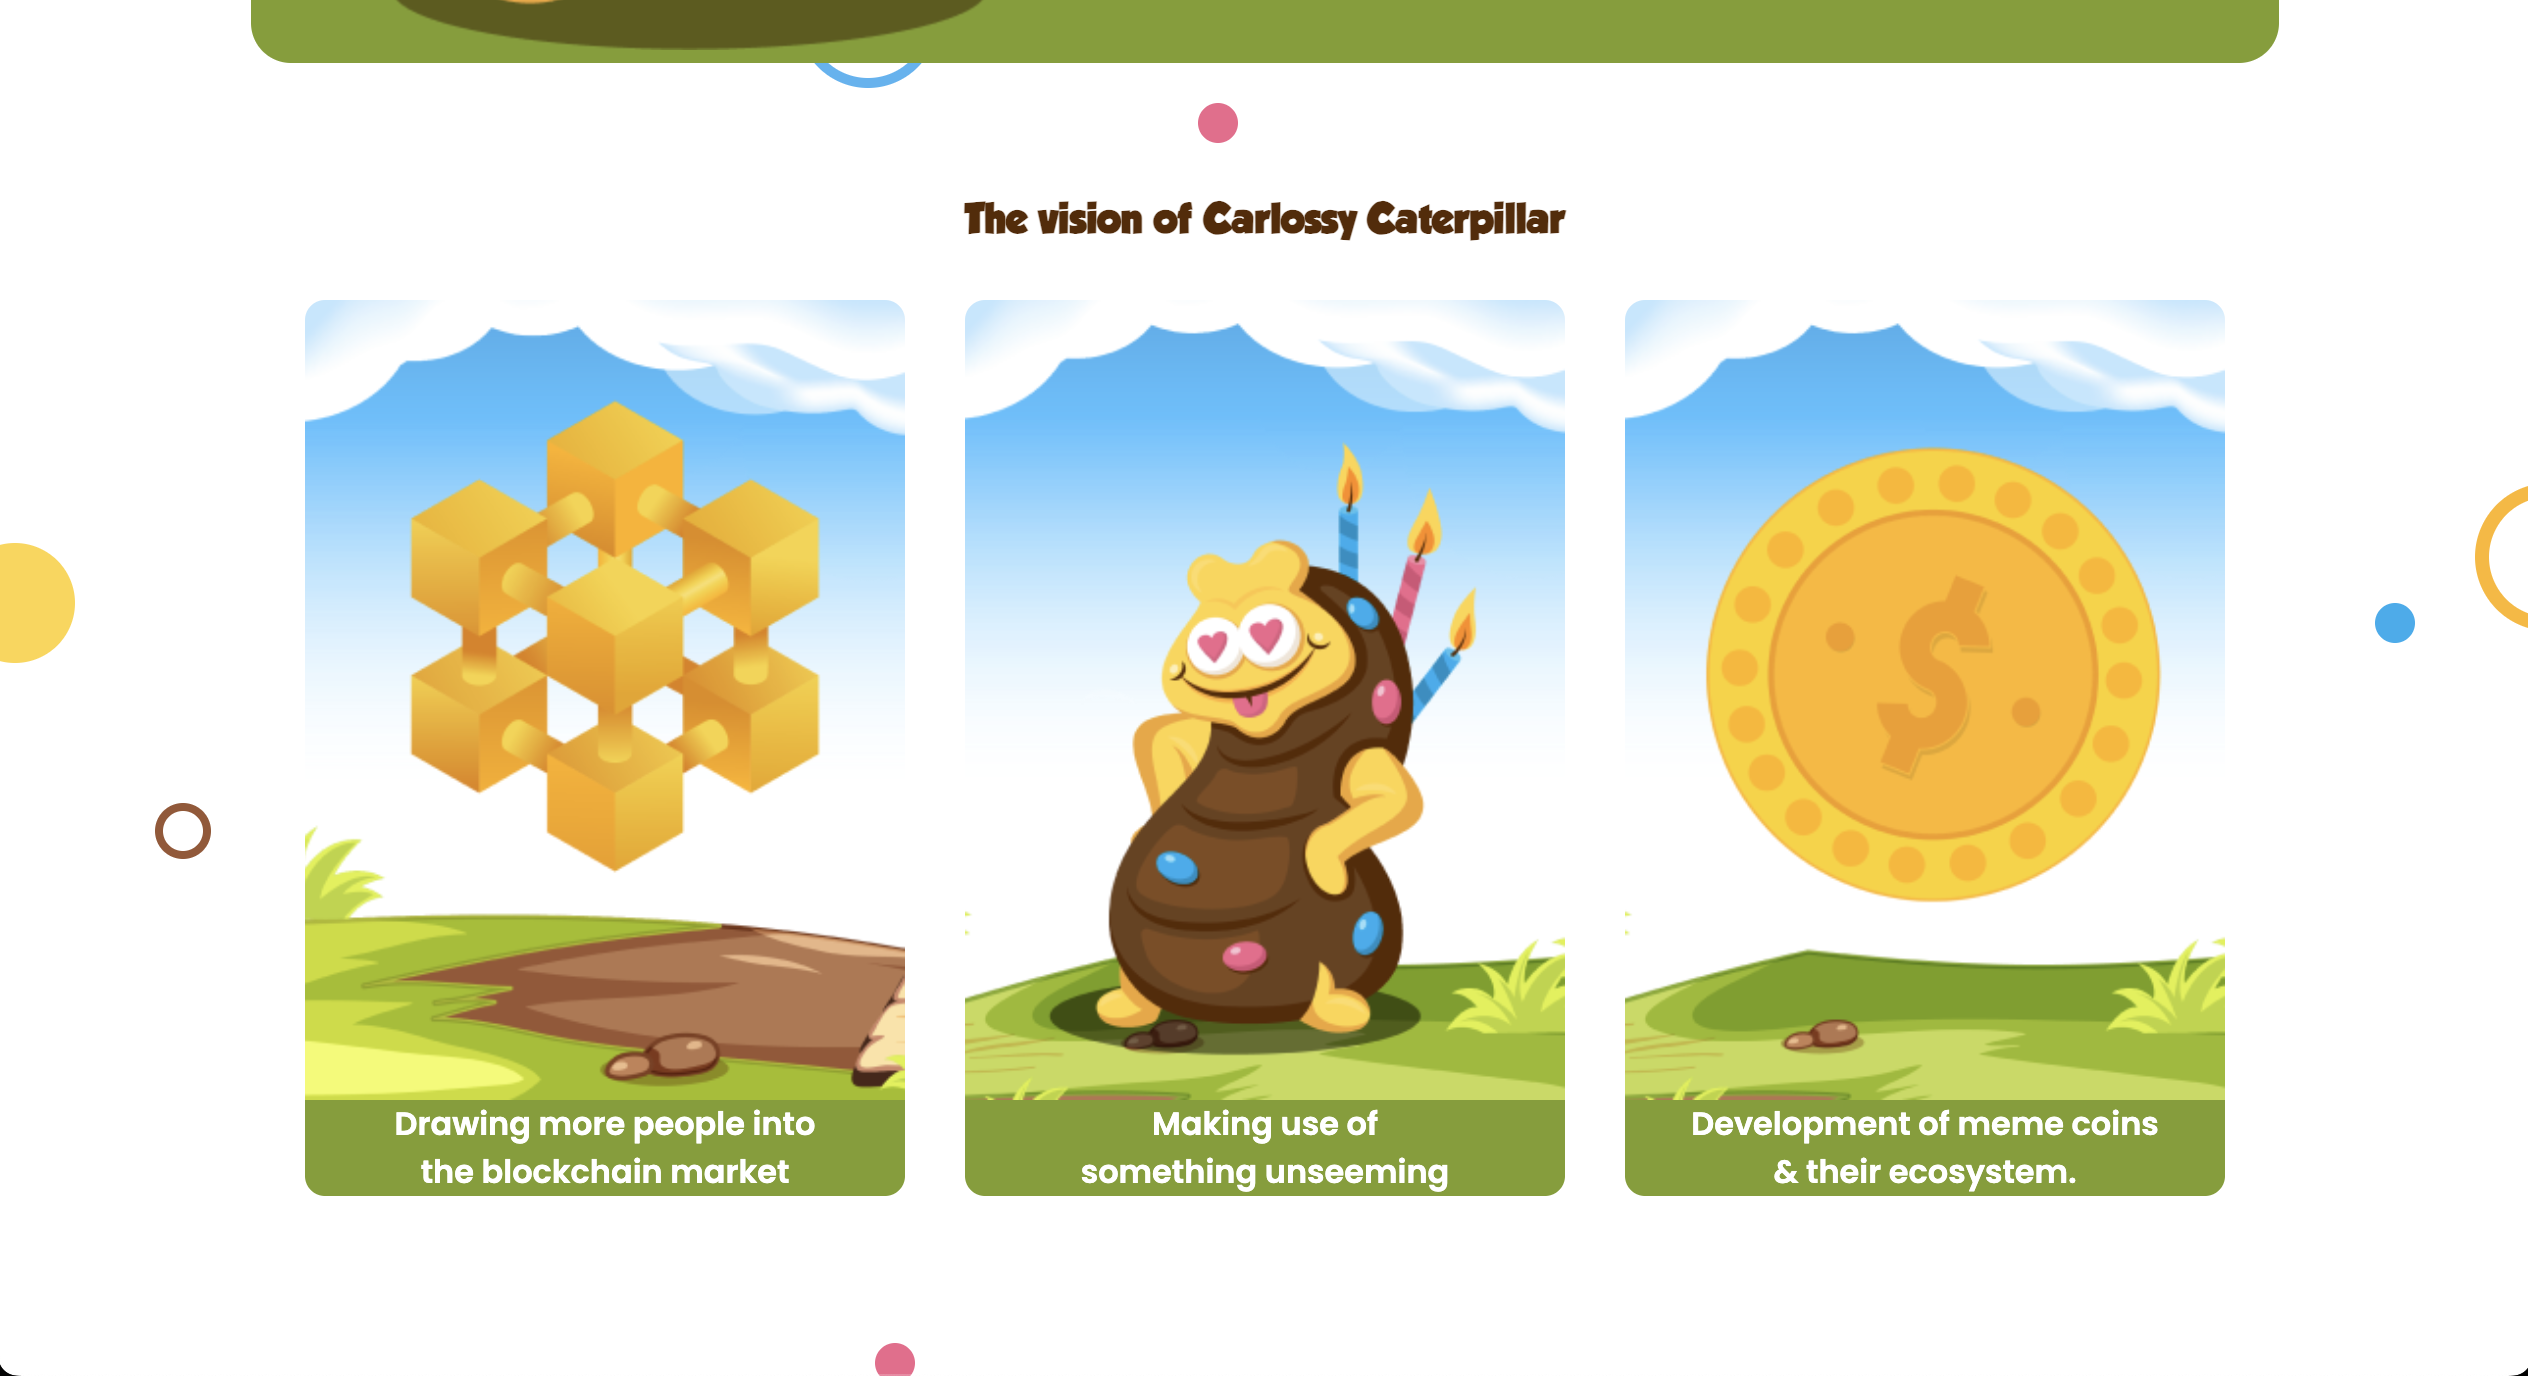 The vision of Carlossy Caterpillar
Drawing more people into
the blockchain market
Making use of
something unseeming
Development of meme coins
& their ecosystem.
$